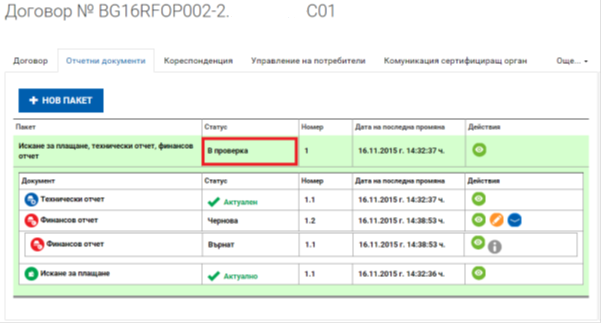 Договор № BG16RFOP002-2. C01
Договор Отчетни документи Кореспонденция Управление на потребители Комуникация сертифициращ орган Още...
+ НОВ ПАКЕТ
Пакет Статус Номер Дата на последна промяна Действия
Искане за плащане, технически отчет, финансов отчет В проверка 1 16.11.2015 г. 14:32:37 ч.
Документ Статус Номер Дата на последна промяна Действия
Технически отчет Актуален 1.1 16.11.2015 г. 14:32:37 ч.
Финансов отчет Чернова 1.2 16.11.2015 г. 14:38:53 ч.
Финансов отчет Върнат 1.1 16.11.2015 г. 14:38:53 ч.
Искане за плащане Актуално 1.1 16.11.2015 г. 14:32:36 ч.